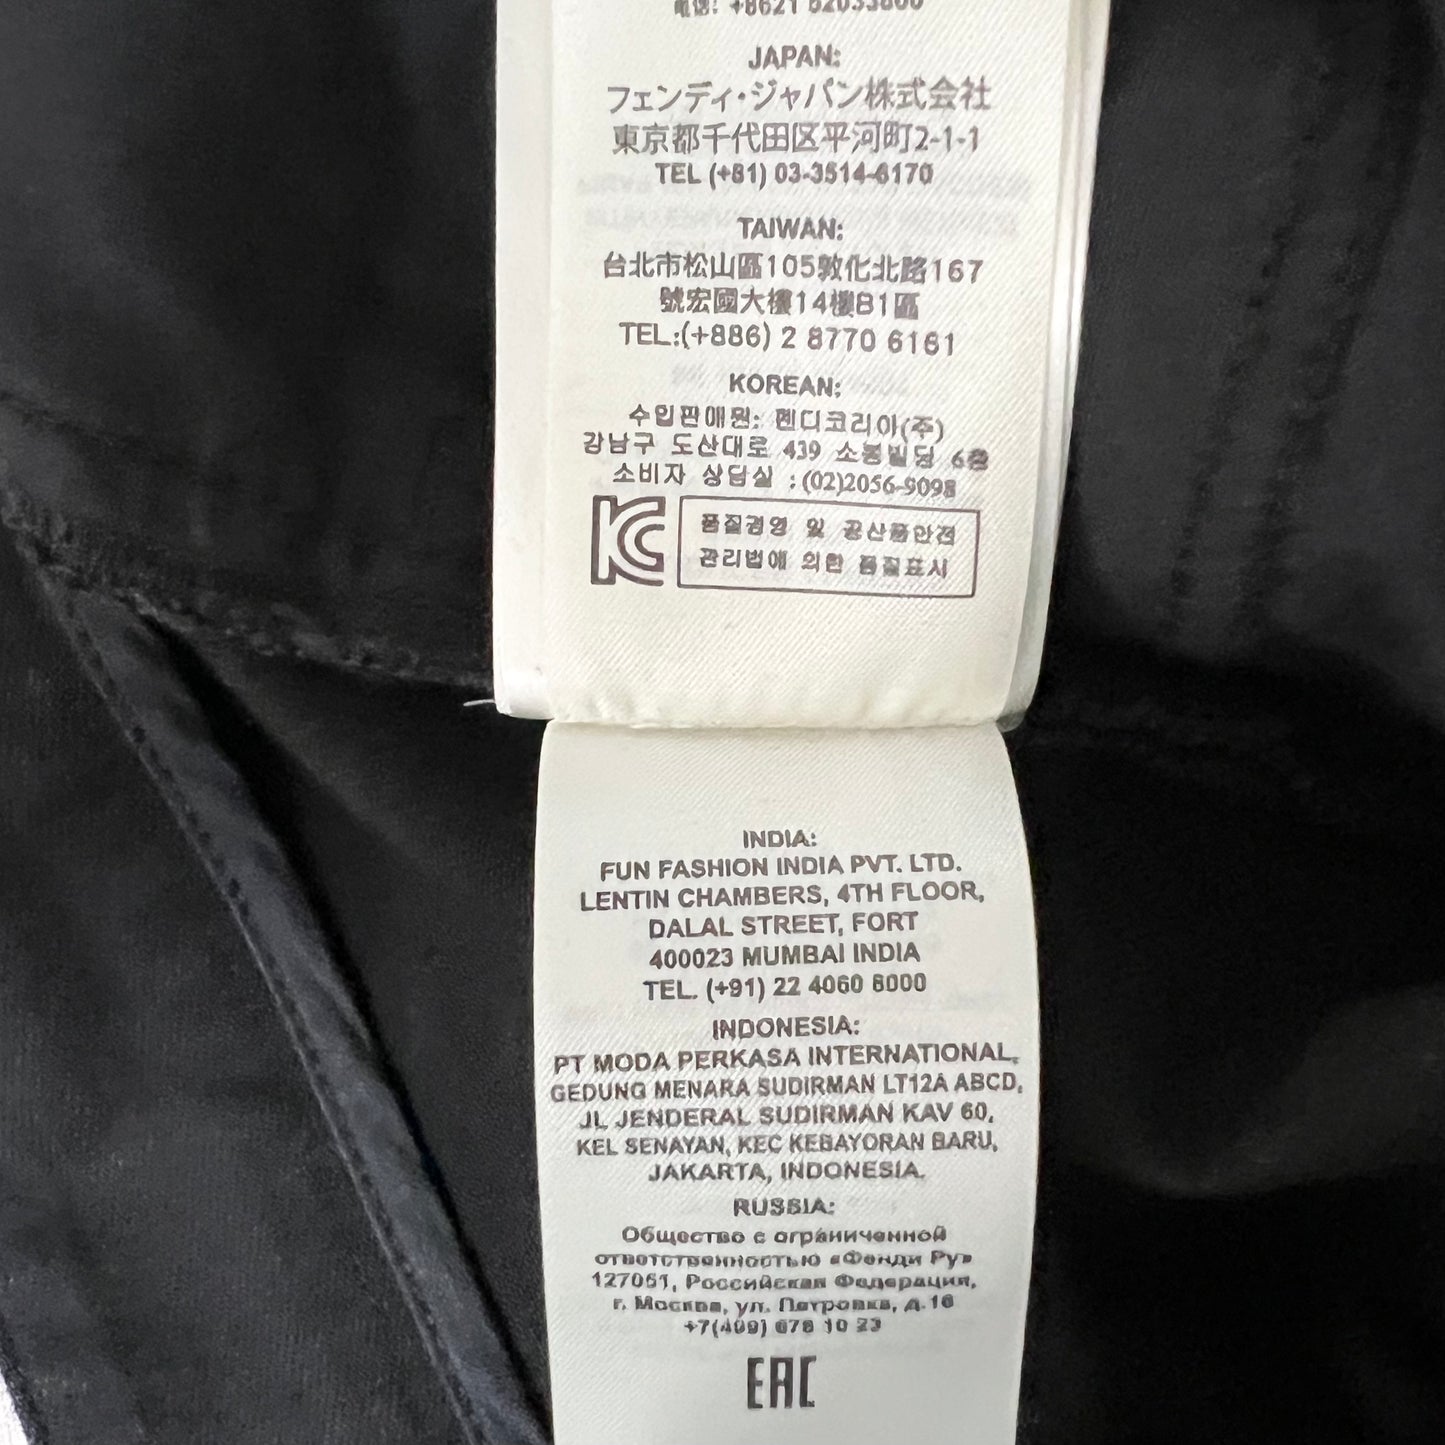 電話: +8621 62033800
JAPAN:
フェンディ・ジャパン株式会社
東京都千代田区平河町2-1-1
TEL (+81) 03-3514-6170
TAIWAN:
台北市松山區105敦化北路167
號宏國大樓14樓B1區
TEL:(+886) 2 8770 6161
KOREAN:
수입판매원: 펜디코리아(주)
강남구 도산대로 439 소봉빌딩 6층
소비자 상담실 : (02)2056-9098
KC
품질경영 및 공산품안전
관리법에 의한 품질표시
INDIA:
FUN FASHION INDIA PVT. LTD.
LENTIN CHAMBERS, 4TH FLOOR,
DALAL STREET, FORT
400023 MUMBAI INDIA
TEL. (+91) 22 4060 6000
INDONESIA:
PT MODA PERKASA INTERNATIONAL,
GEDUNG MENARA SUDIRMAN LT12A ABCD,
JL JENDERAL SUDIRMAN KAV 60,
KEL SENAYAN, KEC KEBAYORAN BARU,
JAKARTA, INDONESIA.
RUSSIA:
Общество с ограниченной
ответственностью «Фенди Ру»
127051, Российская Федерация,
г. Москва, ул. Петровка, д.16
+7(499) 678 10 23
EAC